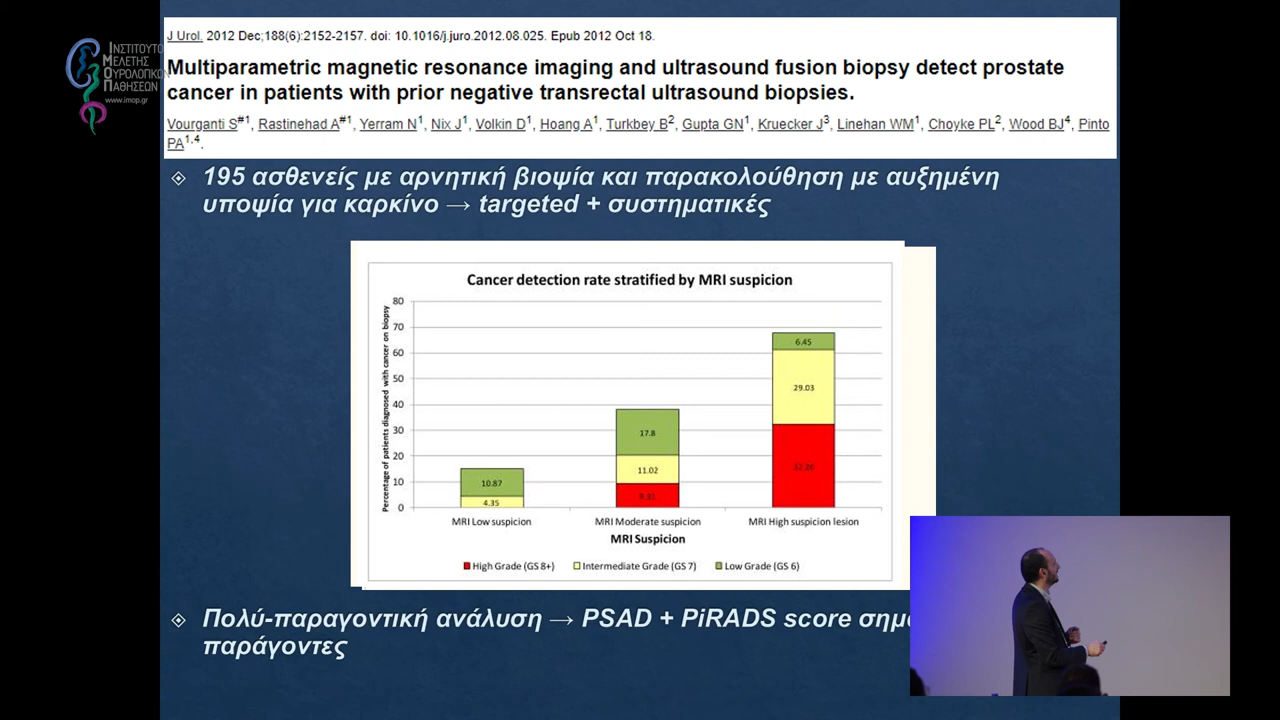 ΙΝΣΤΙΤΟΥΤΟ
ΜΕΛΕΤΗΣ
ΟΥΡΟΛΟΓΙΚΩΝ
ΠΑΘΗΣΕΩΝ
www.imop.gr
J Urol. 2012 Dec;188(6):2152-2157. doi: 10.1016/j.juro.2012.08.025. Epub 2012 Oct 18.
Multiparametric magnetic resonance imaging and ultrasound fusion biopsy detect prostate
cancer in patients with prior negative transrectal ultrasound biopsies.
Vourganti S#1, Rastinehad A#1, Yerram N1, Nix J1, Volkin D1, Hoang A1, Turkbey B2, Gupta GN1, Kruecker J3, Linehan WM1, Choyke PL2, Wood BJ4, Pinto
PA1,4.
195 ασθενείς με αρνητική βιοψία και παρακολούθηση με αυξημένη
υποψία για καρκίνο → targeted + συστηματικές
Cancer detection rate stratified by MRI suspicion
Percentage of patients diagnosed with cancer on biopsy
80
70
60
50
40
30
20
10
0
10.87
4.35
17.8
11.02
6.45
29.03
MRI Low suspicion
MRI Moderate suspicion
MRI High suspicion lesion
MRI Suspicion
High Grade (GS 8+)
Intermediate Grade (GS 7)
Low Grade (GS 6)
Πολύ-παραγοντική ανάλυση → PSAD + PiRADS score
παράγοντες